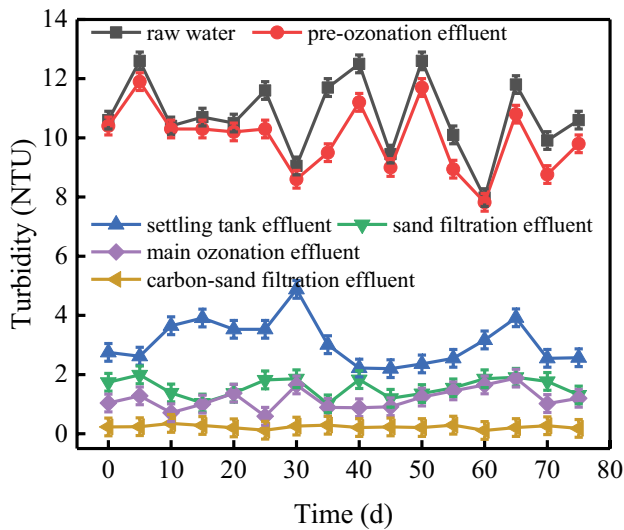 14
raw water pre-ozonation effluent
12
10
8
settling tank effluent sand filtration effluent
6
main ozonation effluent
carbon-sand filtration effluent
4
2
0
Turbidity (NTU)
0 10 20 30 40 50 60 70 80
Time (d)